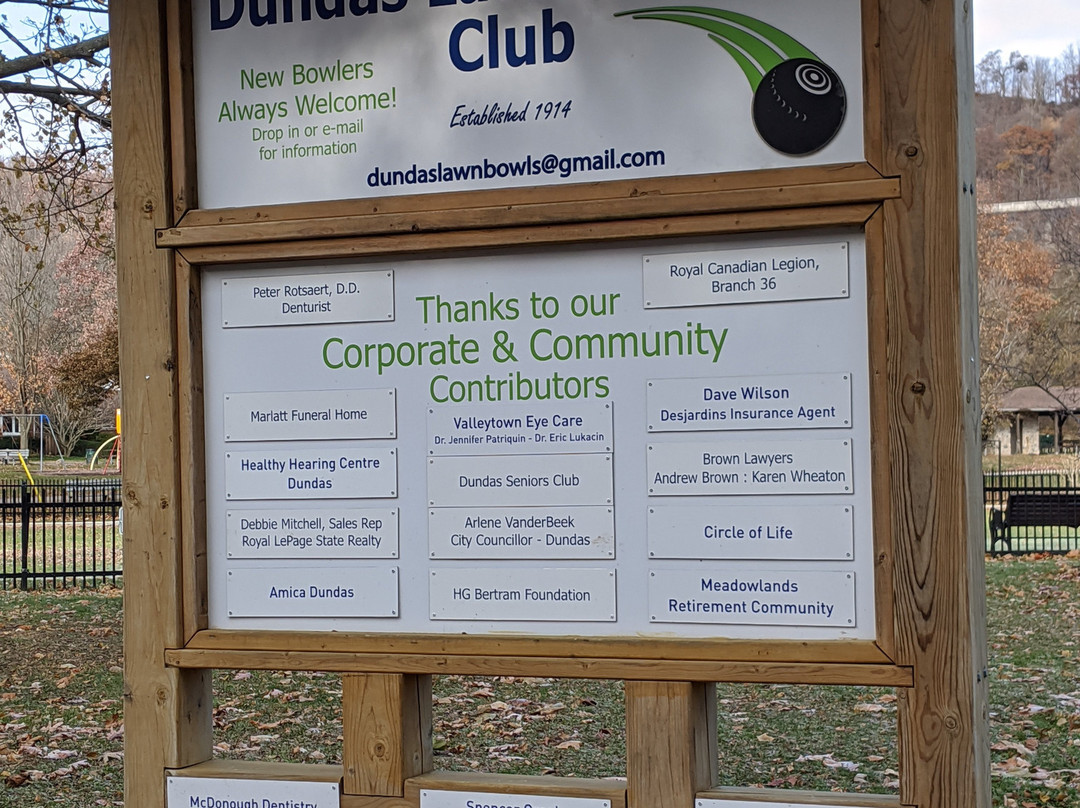 Dundas
Club
New Bowlers
Always Welcome!
Drop in or e-mail
for information
Established 1914
dundaslawnbowls@gmail.com
Peter Rotsaert, D.D.
Denturist
Royal Canadian Legion,
Branch 36
Thanks to our
Corporate & Community
Contributors
Marlatt Funeral Home
Healthy Hearing Centre
Dundas
Debbie Mitchell, Sales Rep
Royal LePage State Realty
Amica Dundas
Valleytown Eye Care
Dr. Jennifer Patriquin - Dr. Eric Lukacin
Dundas Seniors Club
Arlene VanderBeek
City Councillor - Dundas
HG Bertram Foundation
Dave Wilson
Desjardins Insurance Agent
Brown Lawyers
Andrew Brown : Karen Wheaton
Circle of Life
Meadowlands
Retirement Community
McDonough Dentistry